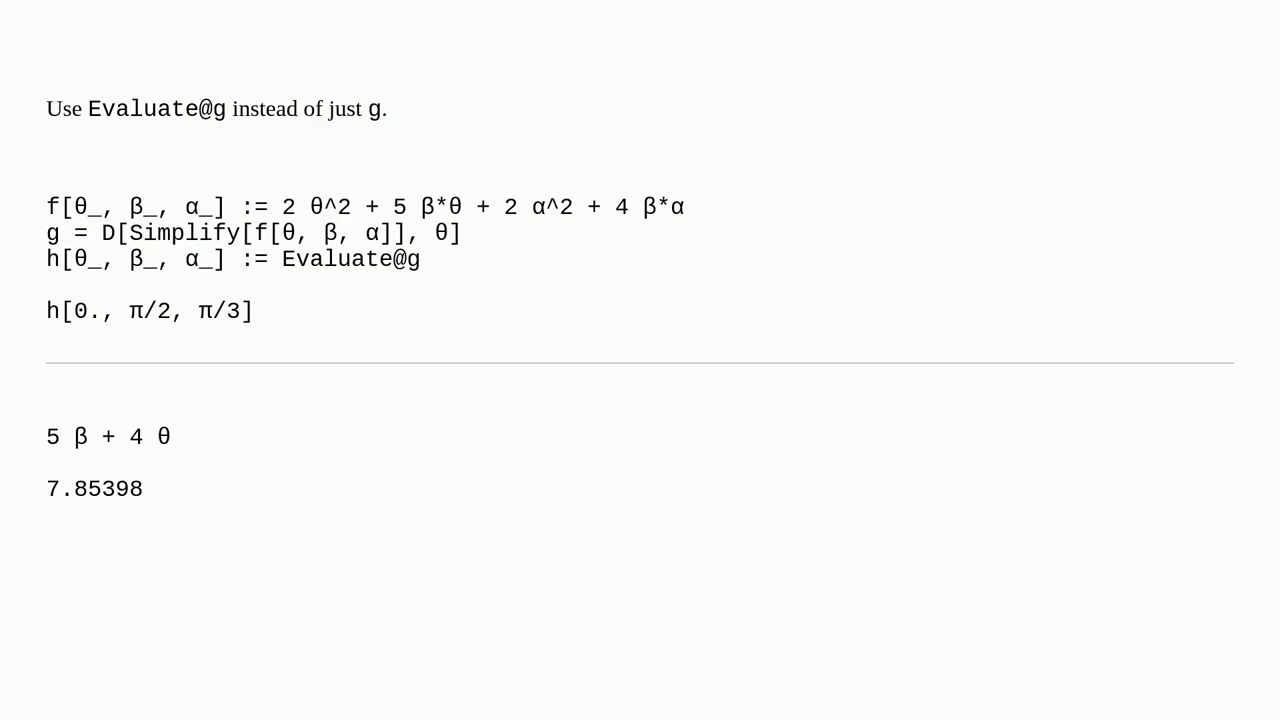 Use Evaluate@g instead of just g.
f[θ_, β_, α_] := 2 θ^2 + 5 β*θ + 2 α^2 + 4 β*α
g = D[Simplify[f[θ, β, α]], θ]
h[θ_, β_, α_] := Evaluate@g
h[0., π/2, π/3]
5 β + 4 θ
7.85398